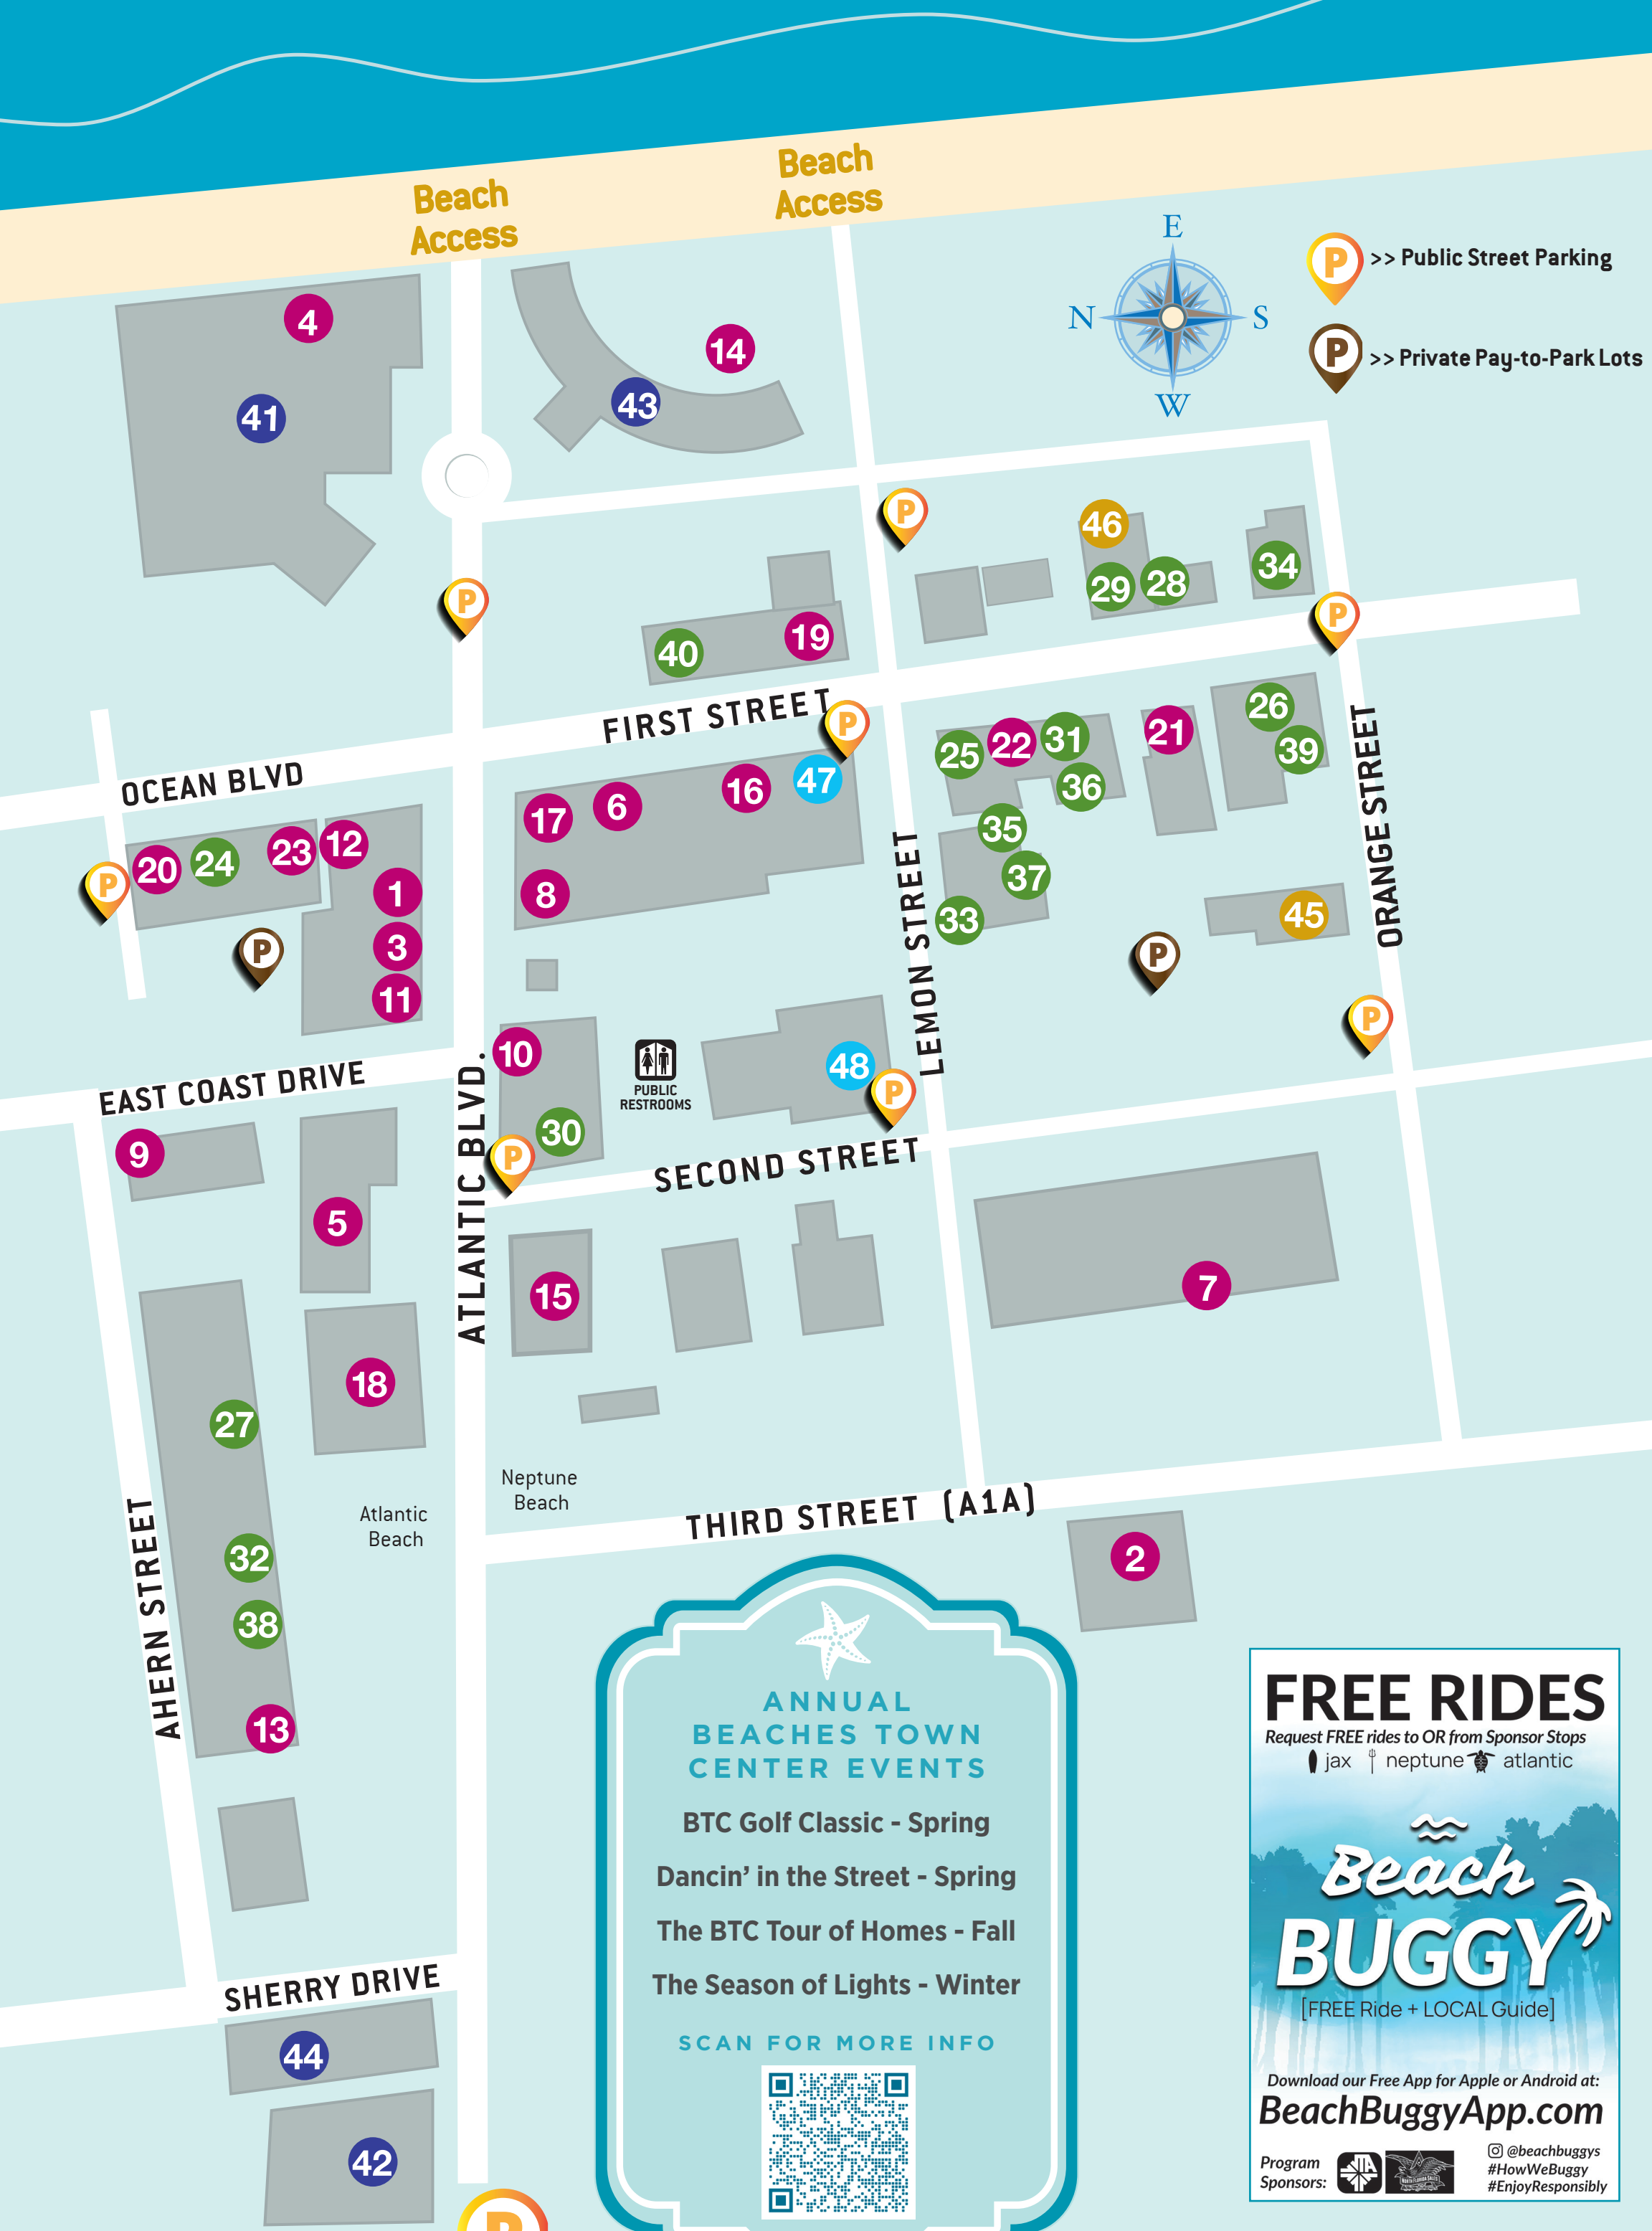 Beach
Access
Beach
Access
E
N
S
W
P >> Public Street Parking
P >> Private Pay-to-Park Lots
4
41
14
43
P
P
46
29
28
34
P
40
19
FIRST STREET
P
OCEAN BLVD
20
24
23
12
1
3
11
P
P
17
6
16
47
8
25
22
31
36
21
26
39
35
37
33
45
P
P
LEMON STREET
ORANGE STREET
EAST COAST DRIVE
10
30
P
PUBLIC
RESTROOMS
48
P
SECOND STREET
ATLANTIC BLVD.
9
5
18
15
7
27
32
38
13
AHERN STREET
Atlantic
Beach
Neptune
Beach
THIRD STREET (A1A)
2
SHERRY DRIVE
44
42
P
ANNUAL
BEACHES TOWN
CENTER EVENTS
BTC Golf Classic - Spring
Dancin’ in the Street - Spring
The BTC Tour of Homes - Fall
The Season of Lights - Winter
SCAN FOR MORE INFO
FREE RIDES
Request FREE rides to OR from Sponsor Stops
jax neptune atlantic
Beach
BUGGY
[FREE Ride + LOCAL Guide]
Download our Free App for Apple or Android at:
BeachBuggyApp.com
Program
Sponsors:
@beachbuggys
#HowWeBuggy
#EnjoyResponsibly